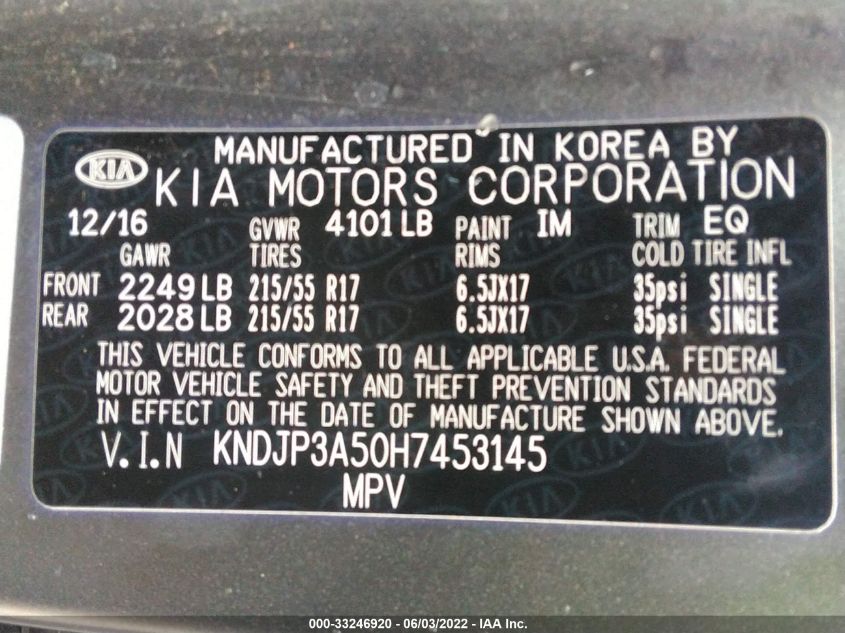 MANUFACTURED IN KOREA BY
KIA KIA MOTORS CORPORATION
12/16 GVWR 4101 LB PAINT IM TRIM EQ
GAWR TIRES RIMS COLD TIRE INFL
FRONT 2249 LB 215/55 R17 6.5JX17 35psi SINGLE
REAR 2028 LB 215/55 R17 6.5JX17 35psi SINGLE
THIS VEHICLE CONFORMS TO ALL APPLICABLE U.S.A. FEDERAL
MOTOR VEHICLE SAFETY AND THEFT PREVENTION STANDARDS
IN EFFECT ON THE DATE OF MANUFACTURE SHOWN ABOVE.
V.I.N KNDJP3A50H7453145
MPV
000-33246920 - 06/03/2022 - IAA Inc.